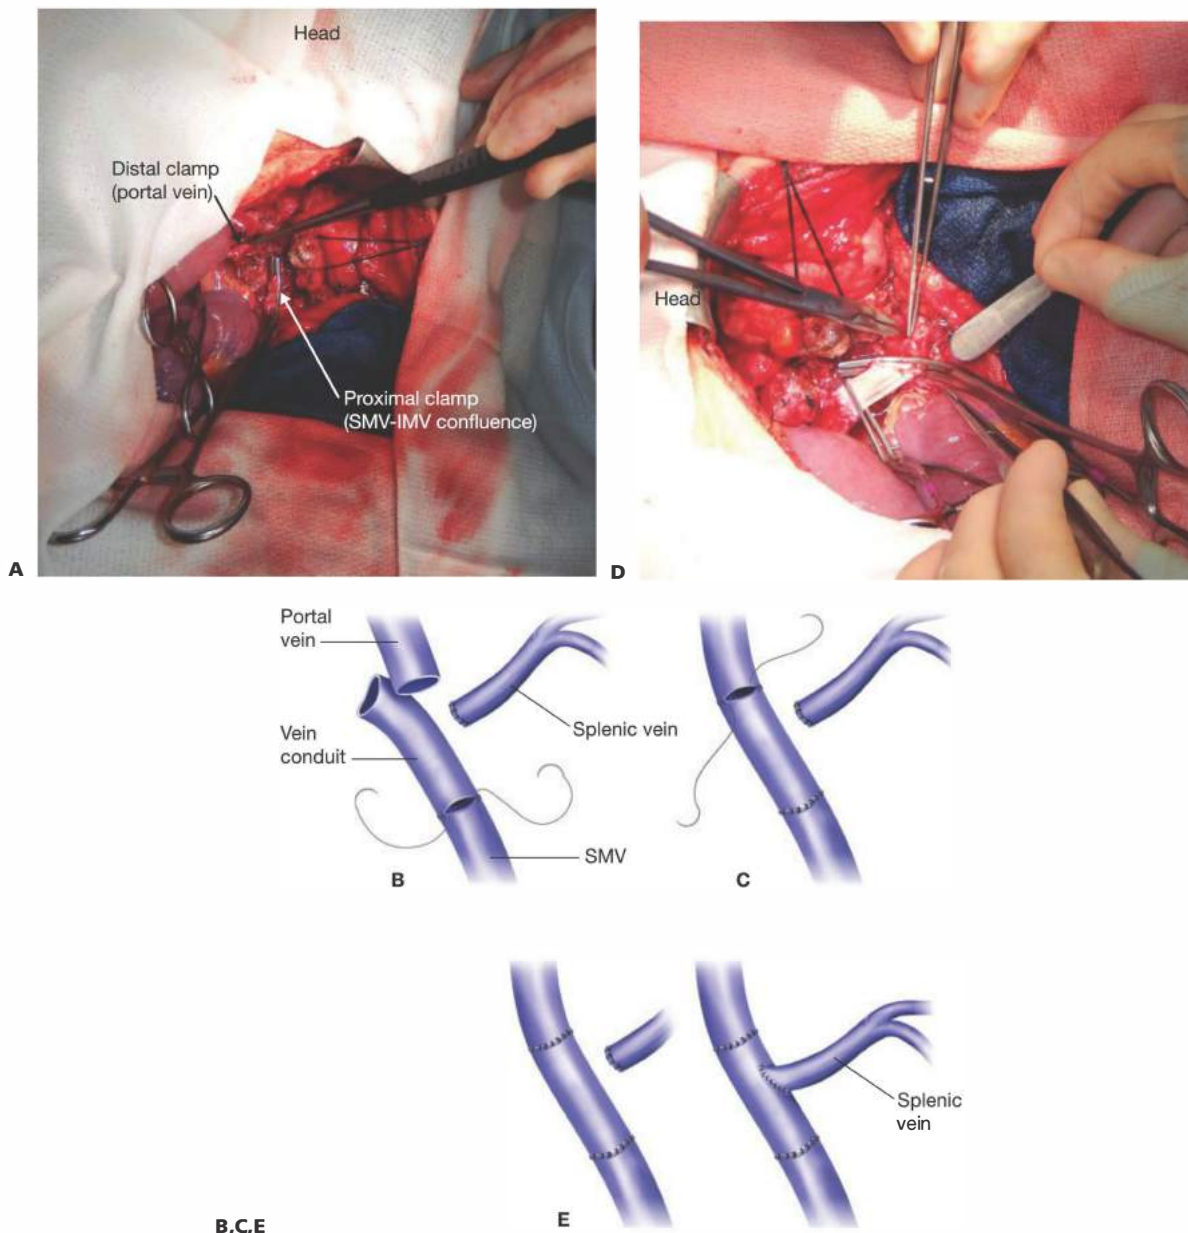 Head
Distal clamp
(portal vein)
Proximal clamp
(SMV-IMV confluence)
A
Head
D
Portal
vein
Vein
conduit
Splenic vein
SMV
B
C
Splenic
vein
E
B,C,E